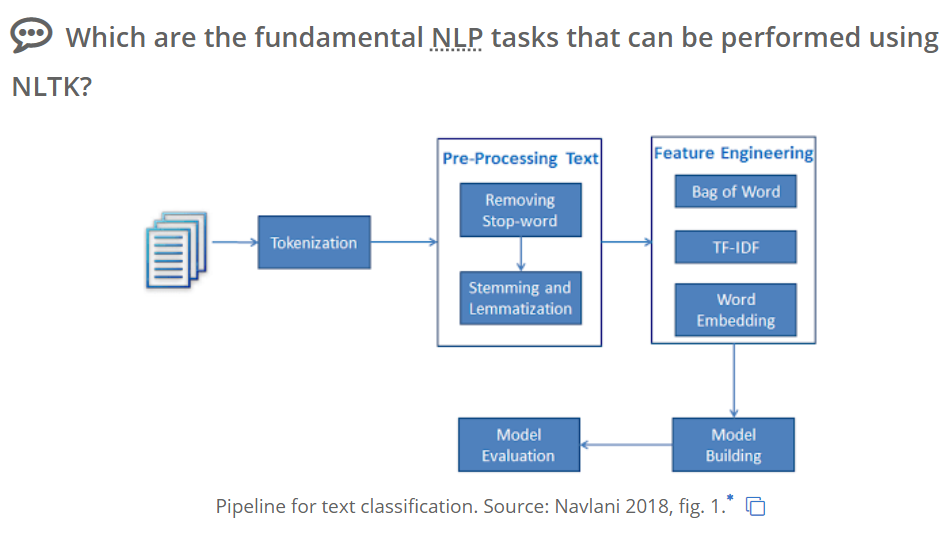 Which are the fundamental NLP tasks that can be performed using
NLTK?
Tokenization
Pre-Processing Text
Removing
Stop-word
Stemming and
Lemmatization
Feature Engineering
Bag of Word
TF-IDF
Word
Embedding
Model
Building
Model
Evaluation
Pipeline for text classification. Source: Navlani 2018, fig. 1.*